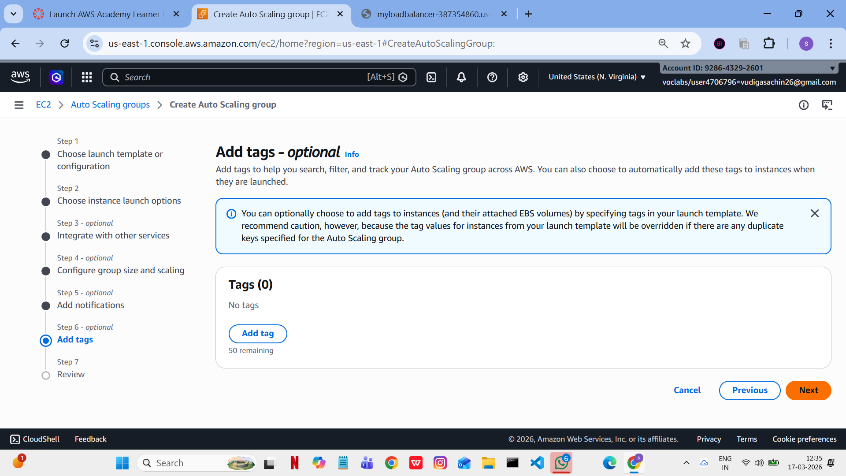 Launch AWS Academy Learner
Create Auto Scaling group | EC2
mybadbalancer-387354860.us-
us-east-1.console.aws.amazon.com/ec2/home?region=us-east-1#CreateAutoScalingGroup:
S
aws
Search
[Alt+S]
United States (N. Virginia)
Account ID: 9286-4329-2601
voclabs/user4706796=vudigasachin26@gmail.com
EC2
Auto Scaling groups
Create Auto Scaling group
Step 1
Choose launch template or
configuration
Step 2
Choose instance launch options
Step 3 - optional
Integrate with other services
Step 4 - optional
Configure group size and scaling
Step 5 - optional
Add notifications
Step 6 - optional
Add tags
Step 7
Review
Add tags - optional Info
Add tags to help you search, filter, and track your Auto Scaling group across AWS. You can also choose to automatically add these tags to instances when
they are launched.
You can optionally choose to add tags to instances (and their attached EBS volumes) by specifying tags in your launch template. We
recommend caution, however, because the tag values for instances from your launch template will be overridden if there are any duplicate
keys specified for the Auto Scaling group.
Tags (0)
No tags
Add tag
50 remaining
Cancel
Previous
Next
CloudShell
Feedback
© 2026, Amazon Web Services, Inc. or its affiliates.
Privacy
Terms
Cookie preferences
1
Search
ENG
IN
12:35
17-03-2026